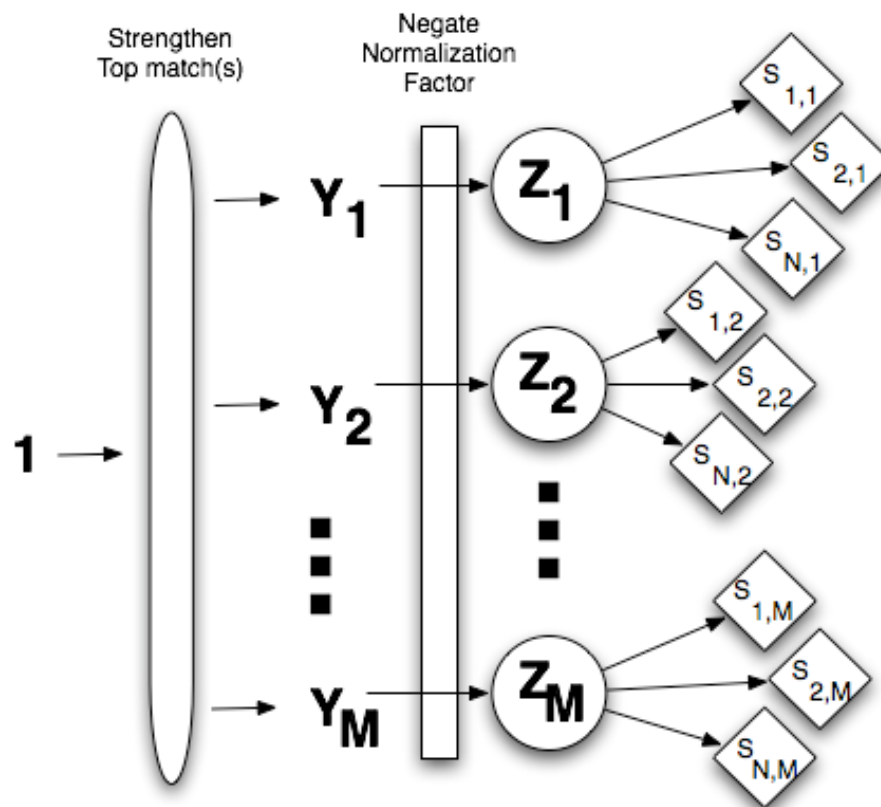 Strengthen
Top match(s)
Negate
Normalization
Factor
1
Y1
Y2
YM
Z1
Z2
ZM
S1,1
S2,1
SN,1
S1,2
S2,2
SN,2
S1,M
S2,M
SN,M